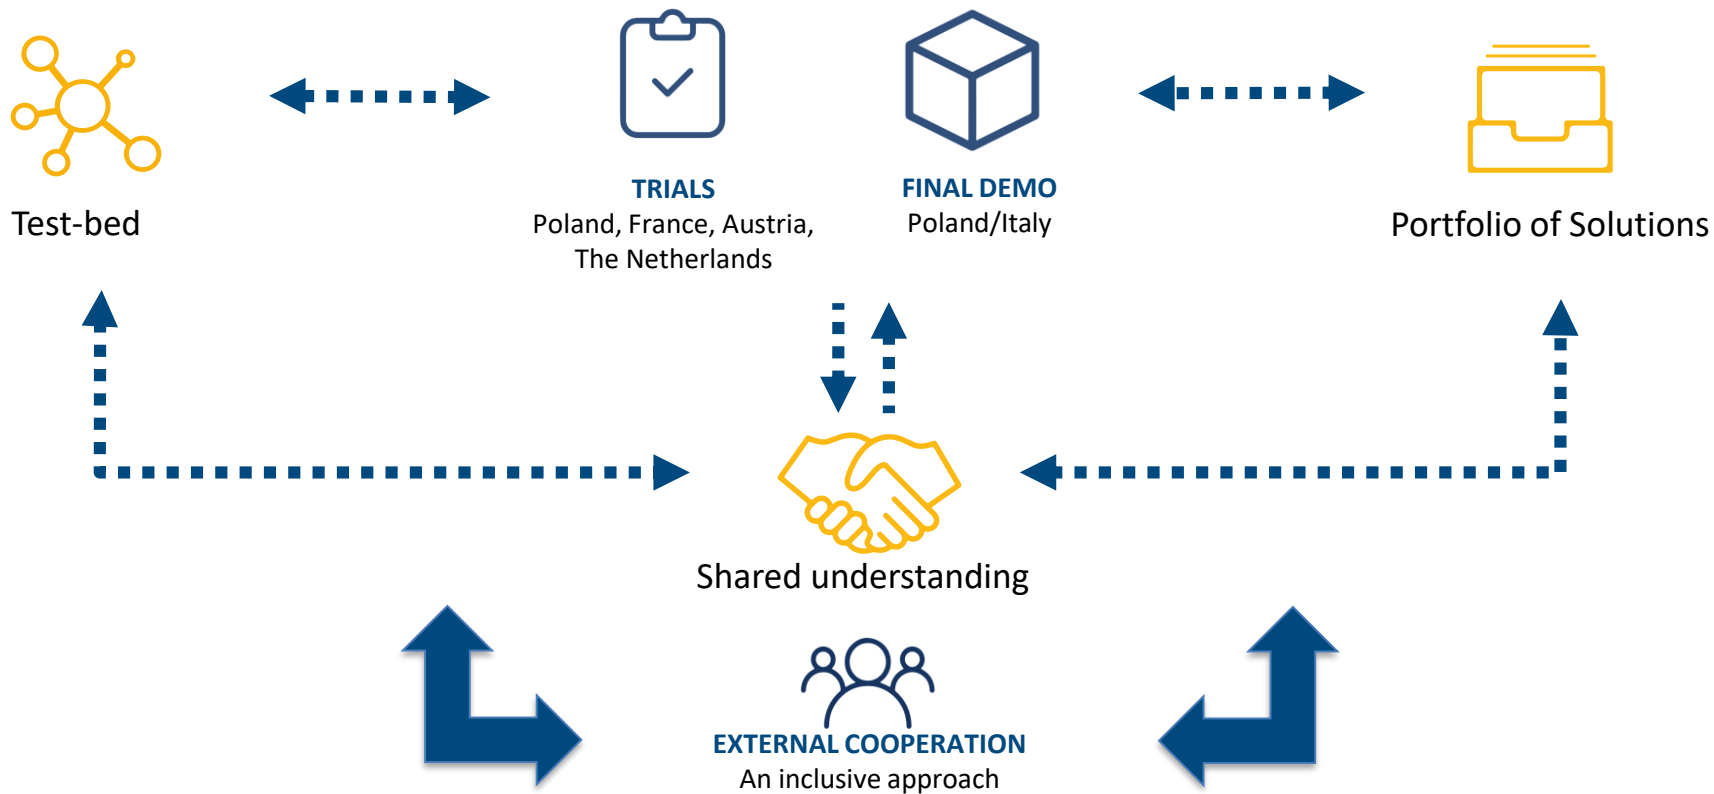 TRIALS
Poland, France, Austria,
The Netherlands
FINAL DEMO
Poland/Italy
Test-bed
Portfolio of Solutions
Shared understanding
EXTERNAL COOPERATION
An inclusive approach